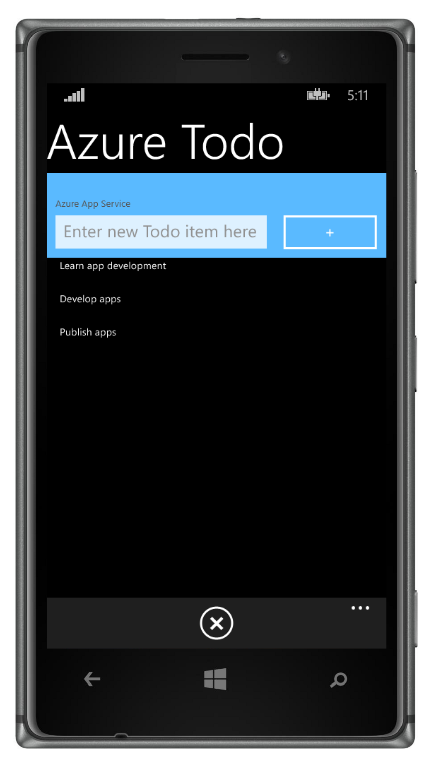 5:11
Azure Todo
Azure App Service
Enter new Todo item here
+
Learn app development
Develop apps
Publish apps